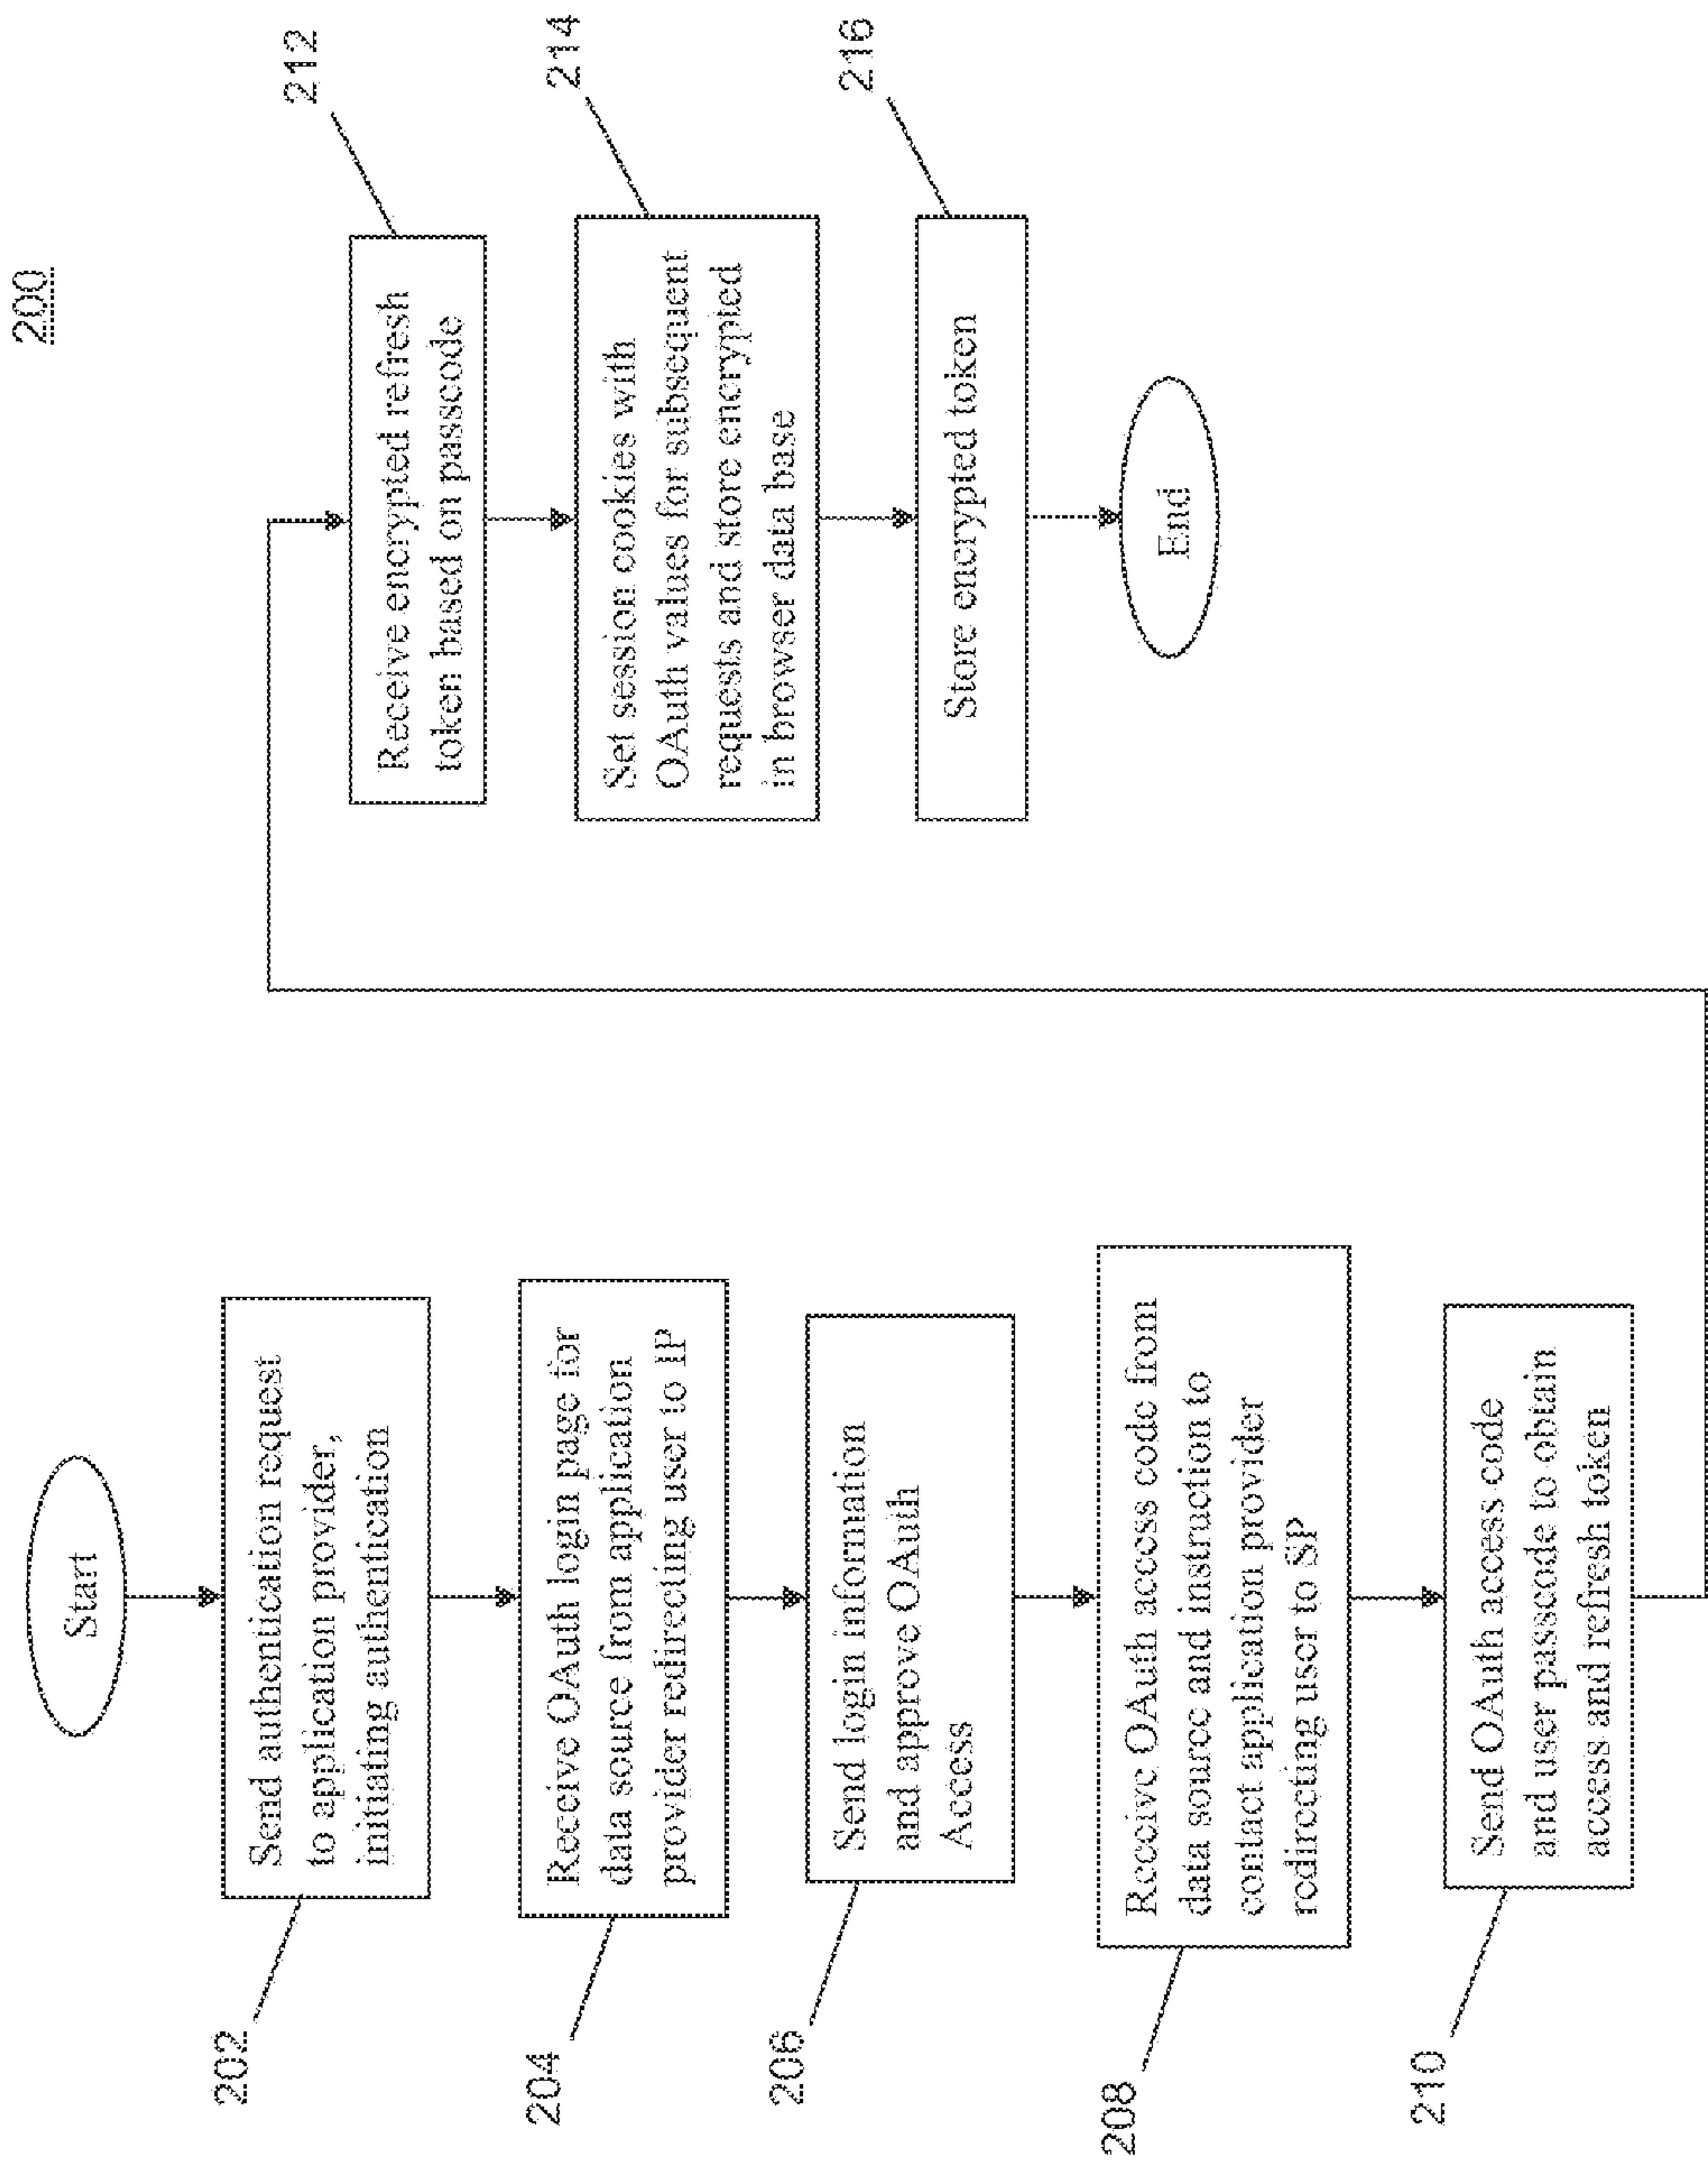 200
Start
Send authentication request
to application provider,
initiating authentication
202
Receive OAuth login page for
data source from application
provider redirecting user to IP
204
Send login information
and approve OAuth
Access
206
Receive OAuth access code from
data source and instruction to
contact application provider
redirecting user to SP
208
Send OAuth access code
and user passcode to obtain
access and refresh token
210
Receive encrypted refresh
token based on passcode
212
Set session cookies with
OAuth values for subsequent
requests and store encrypted
in browser data base
214
Store encrypted token
216
End